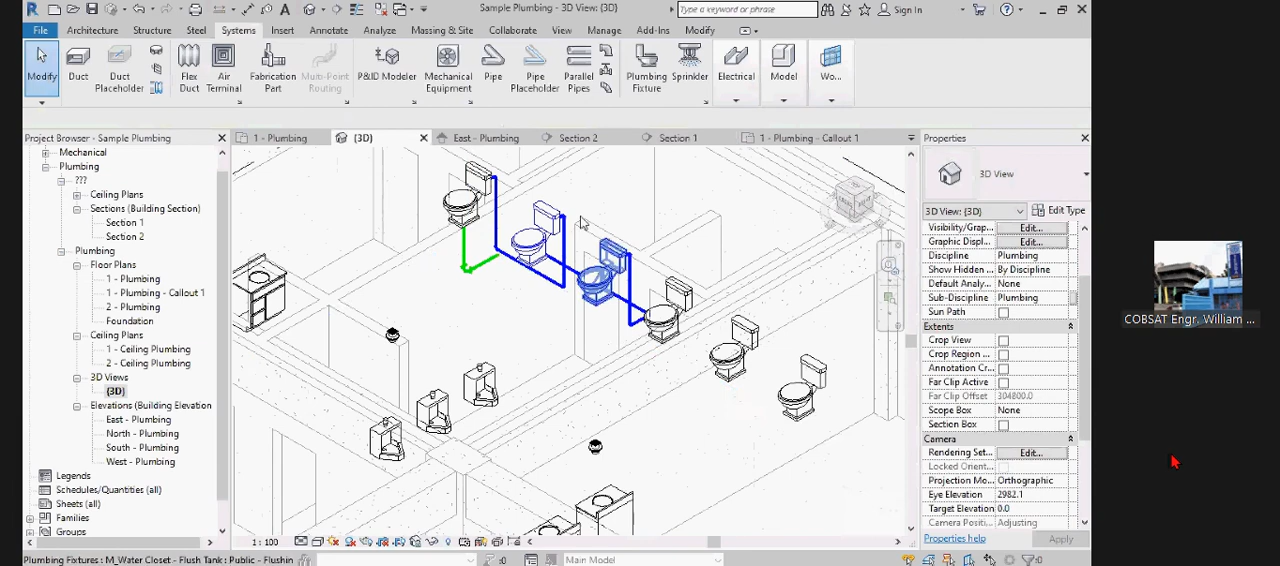 Sample Plumbing - 3D View: {3D}
Type a keyword or phrase
Sign In
File Architecture Structure Steel Systems Insert Annotate Analyze Massing & Site Collaborate View Manage Add-Ins Modify
Modify
Duct
Duct Placeholder
Flex Duct
Air Terminal
Fabrication Part
Multi-Point Routing
P&ID Modeler
Mechanical Equipment
Pipe
Pipe Placeholder
Parallel Pipes
Plumbing Fixture
Sprinkler
Electrical
Model
Wo...
Project Browser - Sample Plumbing
1 - Plumbing
{3D}
East - Plumbing
Section 2
Section 1
1 - Plumbing - Callout 1
Properties
Mechanical
Plumbing
???
Ceiling Plans
Sections (Building Section)
Section 1
Section 2
Plumbing
Floor Plans
1 - Plumbing
1 - Plumbing - Callout 1
2 - Plumbing
Foundation
Ceiling Plans
1 - Ceiling Plumbing
2 - Ceiling Plumbing
3D Views
{3D}
Elevations (Building Elevation
East - Plumbing
North - Plumbing
South - Plumbing
West - Plumbing
Legends
Schedules/Quantities (all)
Sheets (all)
Families
Groups
3D View
3D View: {3D} Edit Type
Visibility/Grap... Edit...
Graphic Displ... Edit...
Discipline Plumbing
Show Hidden ... By Discipline
Default Analy... None
Sub-Discipline Plumbing
Sun Path
Extents
Crop View
Crop Region ...
Annotation Cr...
Far Clip Active
Far Clip Offset 304800.0
Scope Box None
Section Box
Camera
Rendering Set... Edit...
Locked Orient...
Projection Mo... Orthographic
Eye Elevation 2982.1
Target Elevation 0.0
Camera Positi... Adjusting
Properties help Apply
1 : 100
Plumbing Fixtures : M_Water Closet - Flush Tank : Public - Flushin
:0
Main Model
:0
COBSAT Engr. William ...